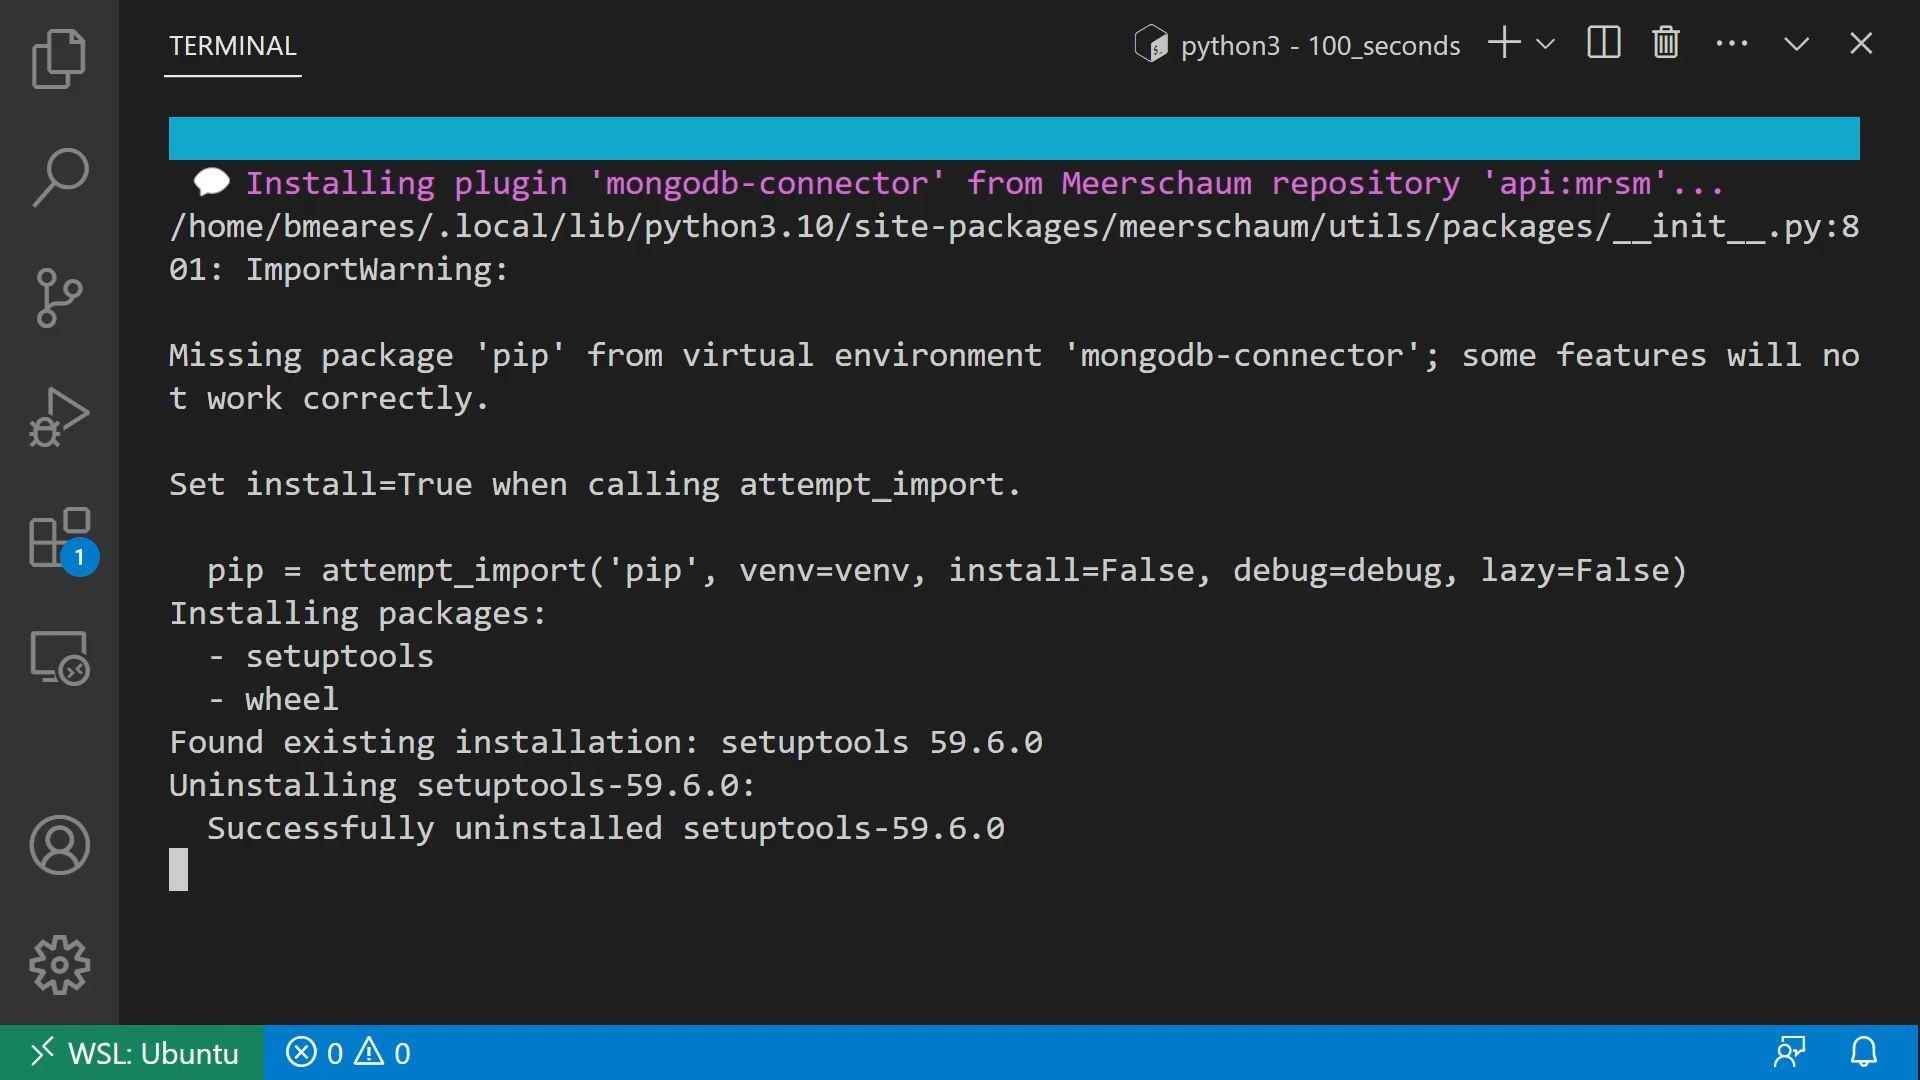 TERMINAL
python3 - 100_seconds
Installing plugin 'mongodb-connector' from Meerschaum repository 'api:mrsm'...
/home/bmeares/.local/lib/python3.10/site-packages/meerschaum/utils/packages/__init__.py:8
01: ImportWarning:
Missing package 'pip' from virtual environment 'mongodb-connector'; some features will no
t work correctly.
Set install=True when calling attempt_import.
pip = attempt_import('pip', venv=venv, install=False, debug=debug, lazy=False)
Installing packages:
- setuptools
- wheel
Found existing installation: setuptools 59.6.0
Uninstalling setuptools-59.6.0:
Successfully uninstalled setuptools-59.6.0
1
WSL: Ubuntu
0
0